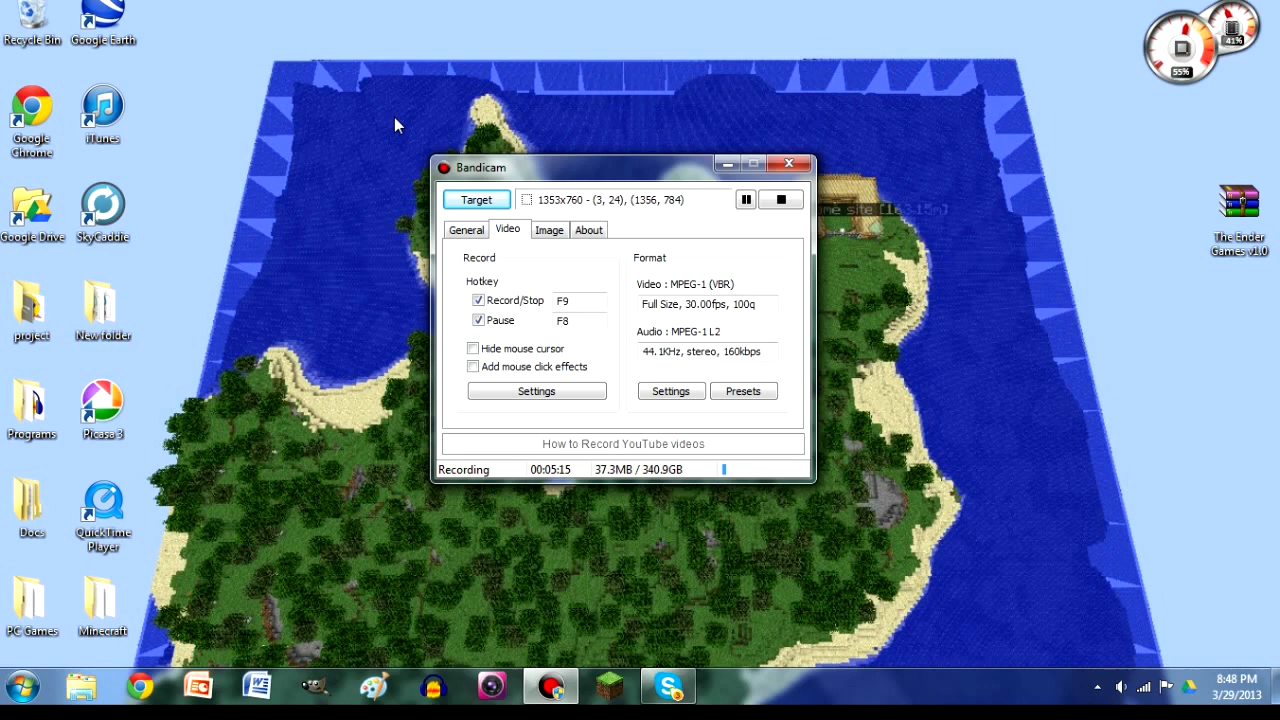 Recycle Bin
Google Earth
41%
55%
Google Chrome
iTunes
Google Drive
SkyCaddie
The Ender Games v1.0
project
New folder
Programs
Picasa 3
Docs
QuickTime Player
PC Games
Minecraft
Bandicam
Target
1353x760 - (3, 24), (1356, 784)
General
Video
Image
About
Record
Hotkey
Record/Stop F9
Pause F8
Hide mouse cursor
Add mouse click effects
Settings
Format
Video : MPEG-1 (VBR)
Full Size, 30.00fps, 100q
Audio : MPEG-1 L2
44.1KHz, stereo, 160kbps
Settings
Presets
How to Record YouTube videos
Recording 00:05:15 37.3MB / 340.9GB
site
8:48 PM
3/29/2013